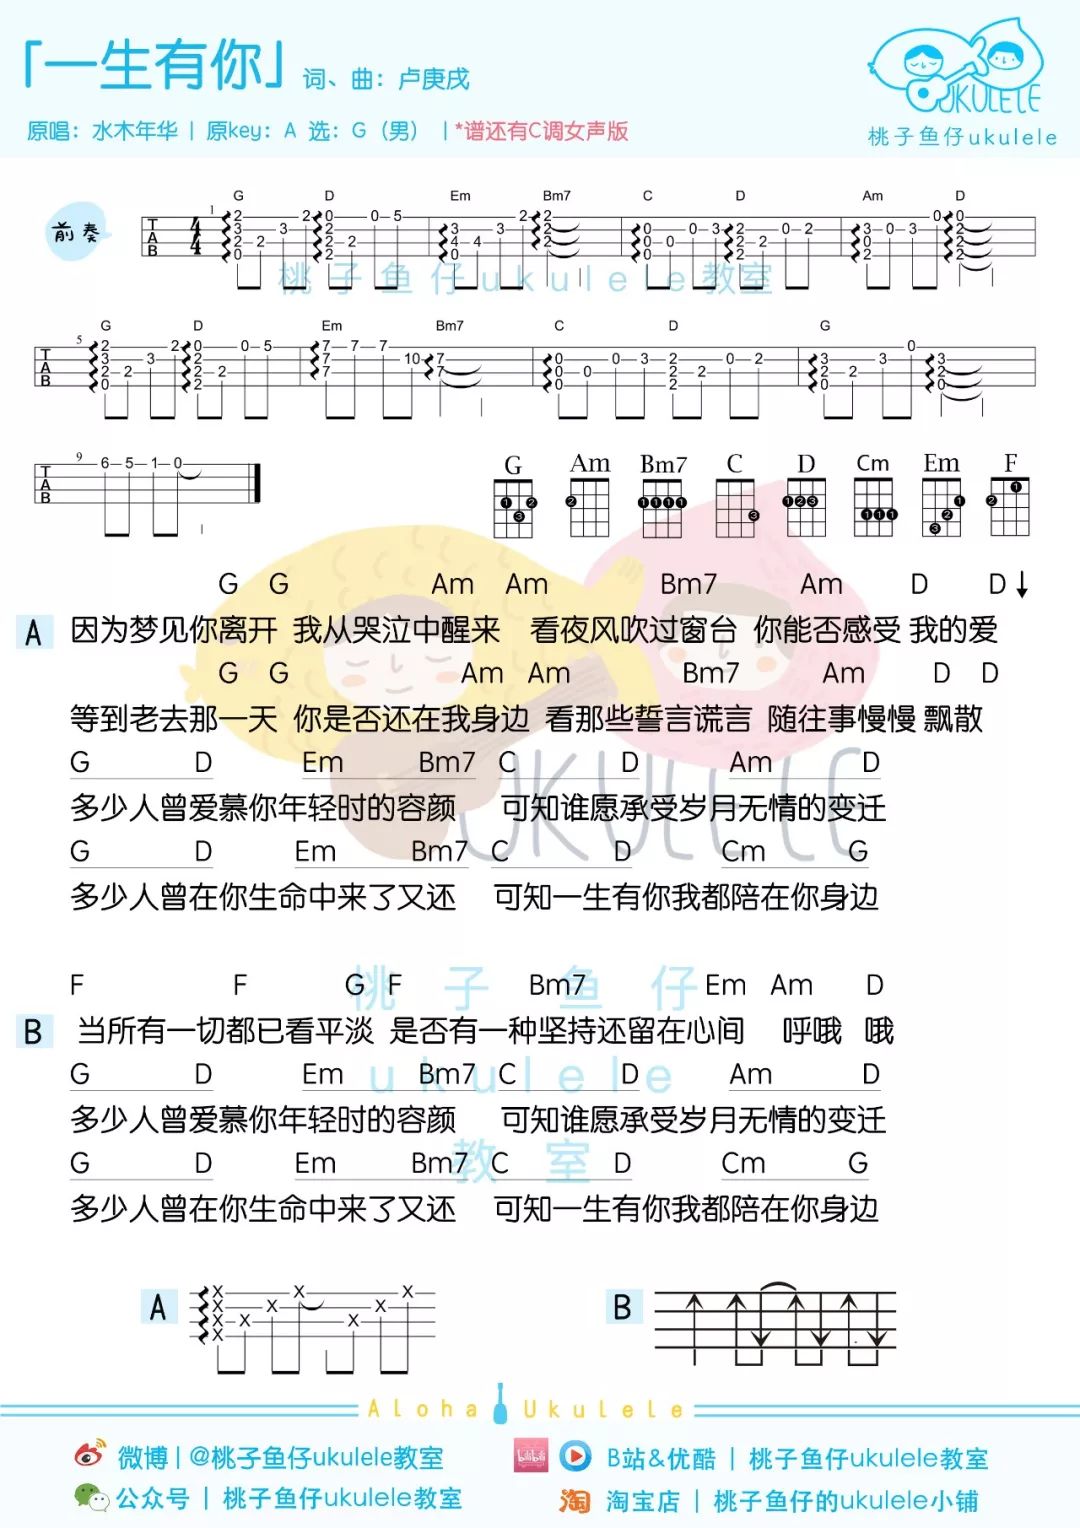 「一生有你」 词、曲：卢庚戌
原唱：水木年华 | 原key：A 选：G（男） | *谱还有C调女声版
UKULELE
桃子鱼仔ukulele
前奏
G D Em Bm7 C D Am D
桃子鱼仔ukulele教室
G D Em Bm7 C D G
G Am Bm7 C D Cm Em F
G G Am Am Bm7 Am D D↓
A 因为梦见你离开 我从哭泣中醒来 看夜风吹过窗台 你能否感受 我的爱
G G Am Am Bm7 Am D D
等到老去那一天 你是否还在我身边 看那些誓言谎言 随往事慢慢 飘散
G D Em Bm7 C D Am D
多少人曾爱慕你年轻时的容颜 可知谁愿承受岁月无情的变迁
UKULELE
G D Em Bm7 C D Cm G
多少人曾在你生命中来了又还 可知一生有你我都陪在你身边
F F G F Bm7 Em Am D
桃子鱼仔
B 当所有一切都已看平淡 是否有一种坚持还留在心间 呼哦 哦
G D Em Bm7 C D Am D
ukulele
多少人曾爱慕你年轻时的容颜 可知谁愿承受岁月无情的变迁
教室
G D Em Bm7 C D Cm G
多少人曾在你生命中来了又还 可知一生有你我都陪在你身边
A B
Aloha Ukulele
微博 | @桃子鱼仔ukulele教室 B站&优酷 | 桃子鱼仔ukulele教室
公众号 | 桃子鱼仔ukulele教室 淘 淘宝店 | 桃子鱼仔的ukulele小铺